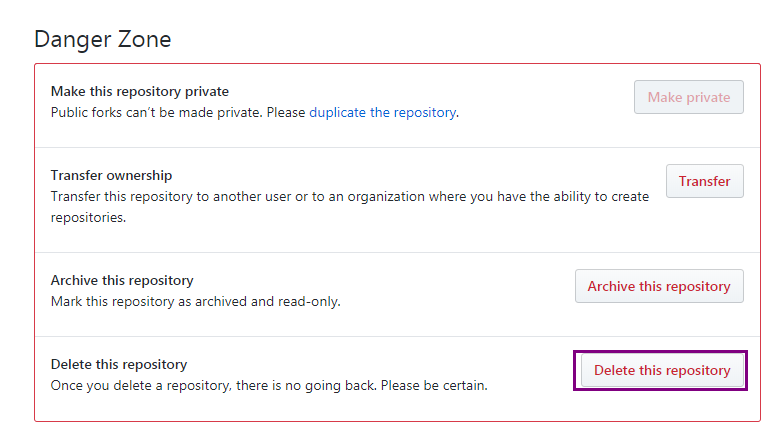 Danger Zone
Make this repository private
Public forks can’t be made private. Please duplicate the repository.
Make private
Transfer ownership
Transfer this repository to another user or to an organization where you have the ability to create
repositories.
Transfer
Archive this repository
Mark this repository as archived and read-only.
Archive this repository
Delete this repository
Once you delete a repository, there is no going back. Please be certain.
Delete this repository